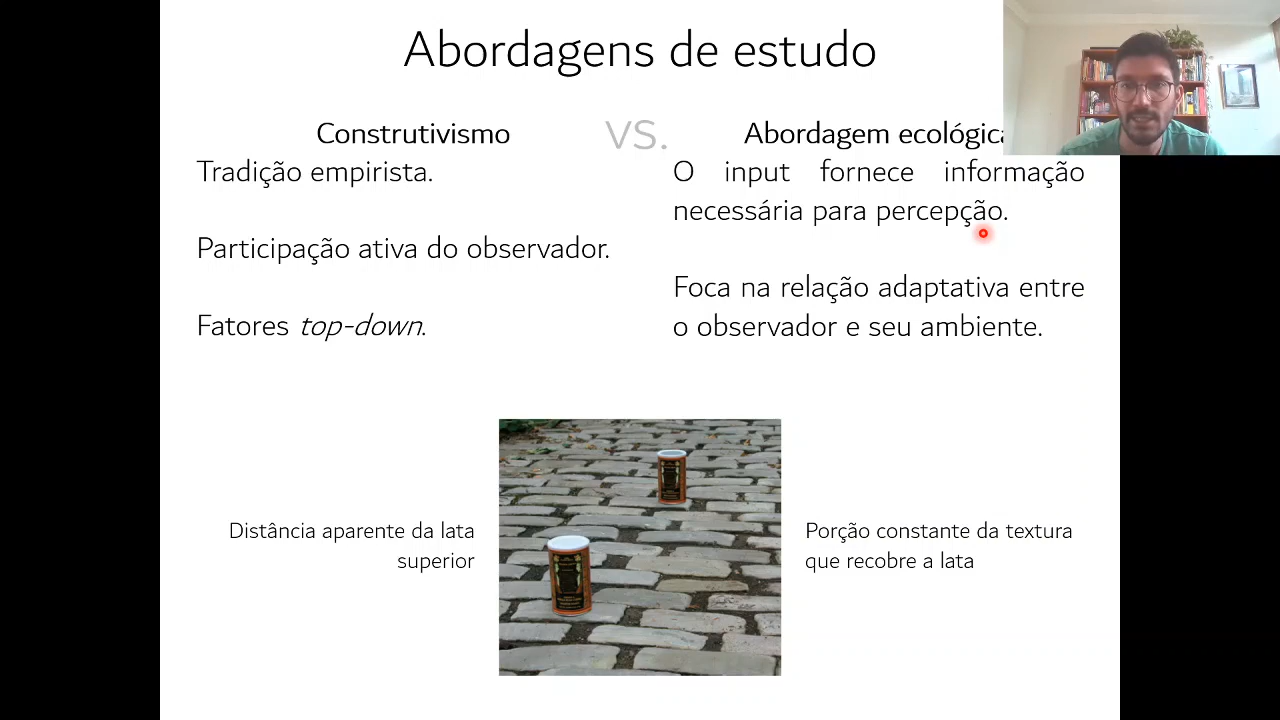 Abordagens de estudo
Construtivismo
Tradição empirista.
Participação ativa do observador.
Fatores top-down.
vs.
Abordagem ecológica
O input fornece informação
necessária para percepção.
Foca na relação adaptativa entre
o observador e seu ambiente.
Distância aparente da lata
superior
Porção constante da textura
que recobre a lata